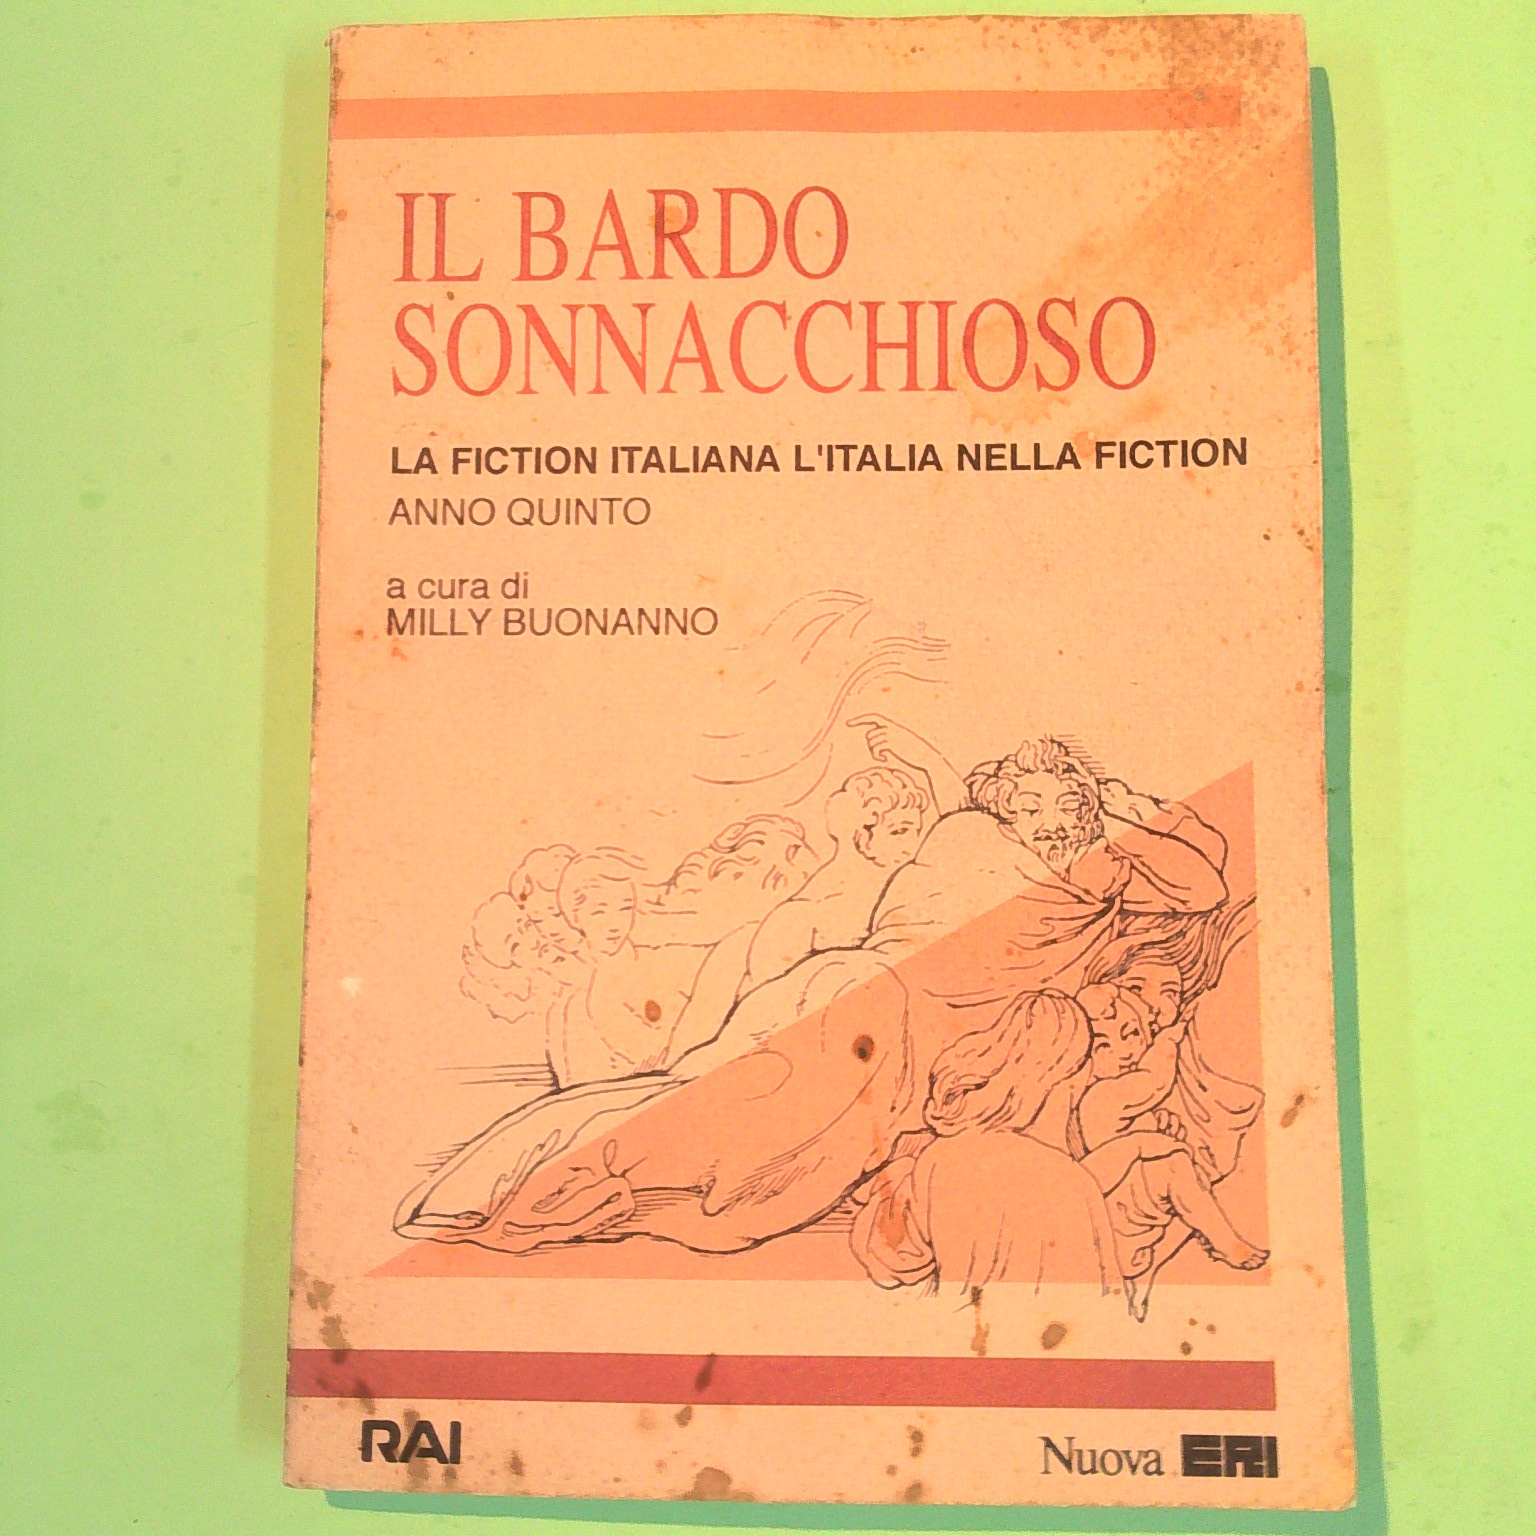 IL BARDO
SONNACCHIOSO
LA FICTION ITALIANA L'ITALIA NELLA FICTION
ANNO QUINTO
a cura di
MILLY BUONANNO
RAI
Nuova ERI